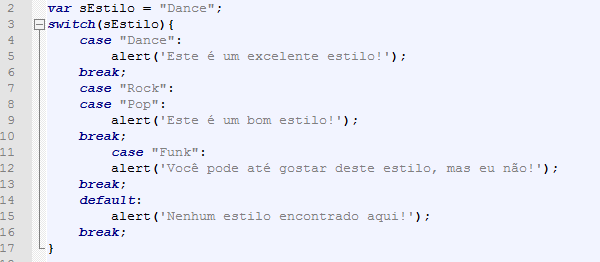 2 var sEstilo = "Dance";
3 switch(sEstilo){
4 case "Dance":
5 alert('Este é um excelente estilo!');
6 break;
7 case "Rock":
8 case "Pop":
9 alert('Este é um bom estilo!');
10 break;
11 case "Funk":
12 alert('Você pode até gostar deste estilo, mas eu não!');
13 break;
14 default:
15 alert('Nenhum estilo encontrado aqui!');
16 break;
17 }